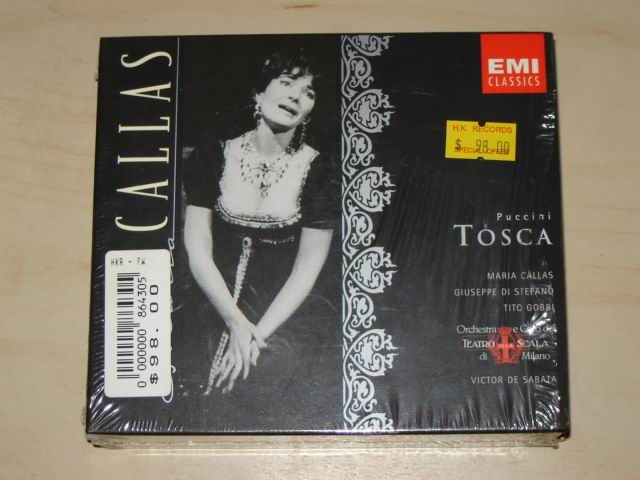 CALLAS
EMI
CLASSICS
H.K. RECORDS
$ 98.00
SPECIAL OFFER
Puccini
TOSCA
MARIA CALLAS
GIUSEPPE DI STEFANO
TITO GOBBI
Orchestra e Coro del
TEATRO ALLA SCALA
di Milano
VICTOR DE SABATA
HKR - FW
0 000000 864305
$98.00